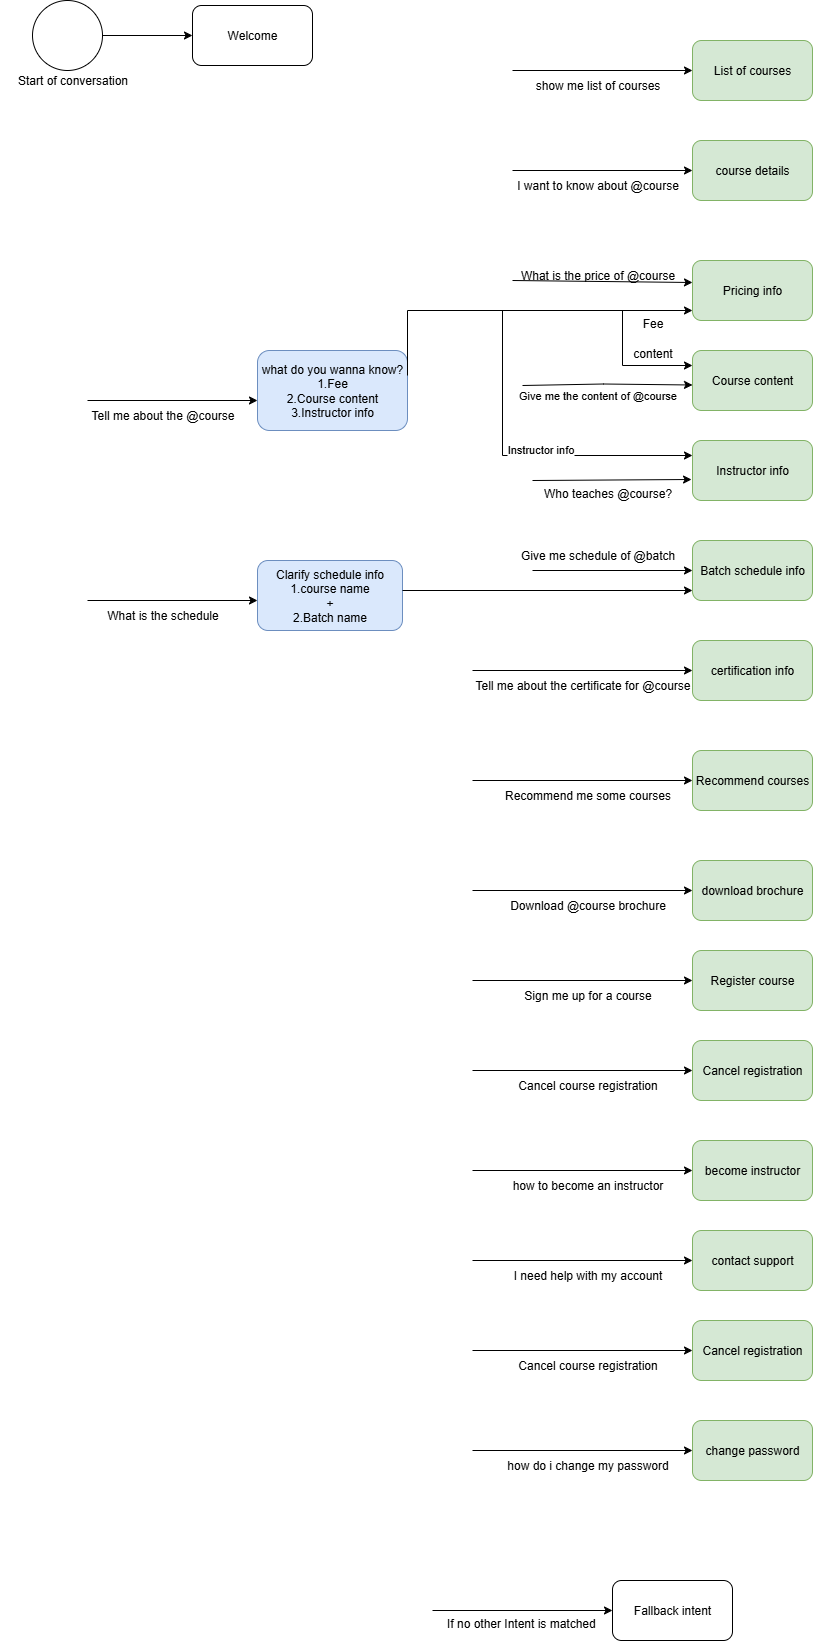 Welcome
Start of conversation
List of courses
show me list of courses
course details
I want to know about @course
What is the price of @course
Pricing info
Fee
content
what do you wanna know?
1.Fee
2.Course content
3.Instructor info
Course content
Give me the content of @course
Tell me about the @course
Instructor info
Instructor info
Who teaches @course?
Give me schedule of @batch
Batch schedule info
Clarify schedule info
1.course name
+
2.Batch name
What is the schedule
certification info
Tell me about the certificate for @course
Recommend courses
Recommend me some courses
download brochure
Download @course brochure
Register course
Sign me up for a course
Cancel registration
Cancel course registration
become instructor
how to become an instructor
contact support
I need help with my account
Cancel registration
Cancel course registration
change password
how do i change my password
Fallback intent
If no other Intent is matched